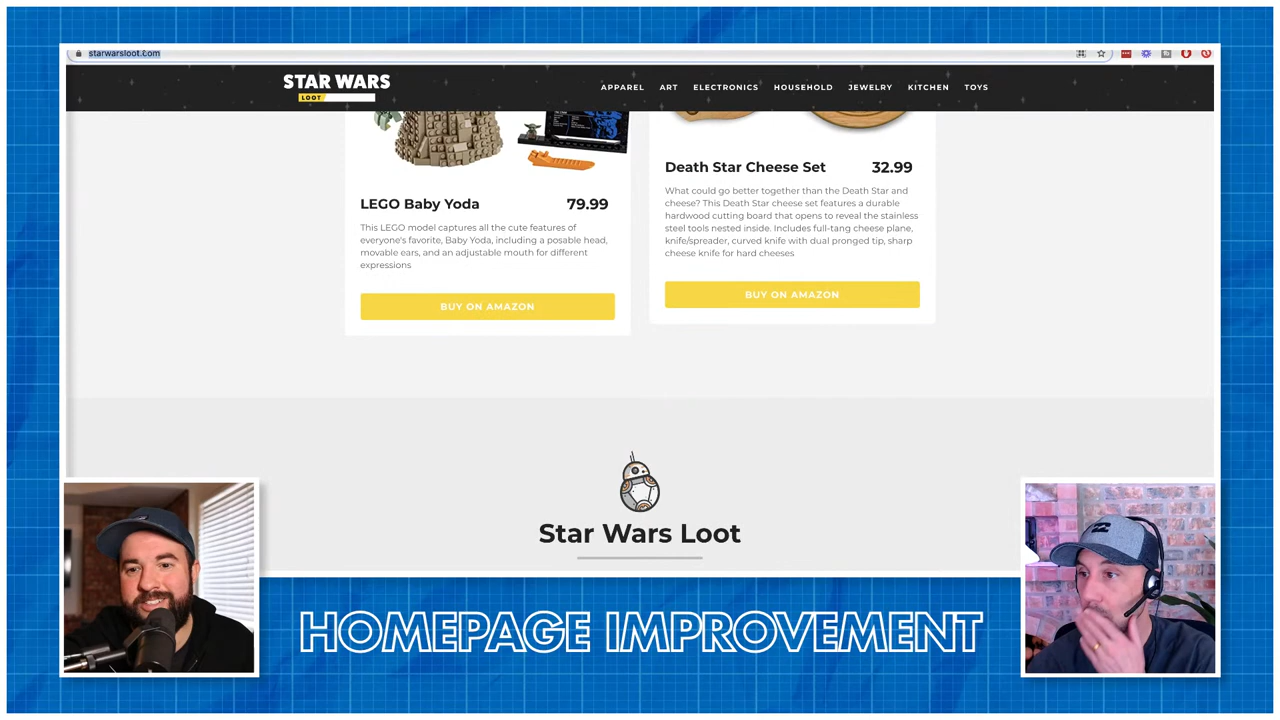 starwarsloot.com
STAR WARS
LOOT
APPAREL ART ELECTRONICS HOUSEHOLD JEWELRY KITCHEN TOYS
LEGO Baby Yoda 79.99
This LEGO model captures all the cute features of
everyone's favorite, Baby Yoda, including a posable head,
movable ears, and an adjustable mouth for different
expressions
BUY ON AMAZON
Death Star Cheese Set 32.99
What could go better together than the Death Star and
cheese? This Death Star cheese set features a durable
hardwood cutting board that opens to reveal the stainless
steel tools nested inside. Includes full-tang cheese plane,
knife/spreader, curved knife with dual pronged tip, sharp
cheese knife for hard cheeses
BUY ON AMAZON
Star Wars Loot
HOMEPAGE IMPROVEMENT